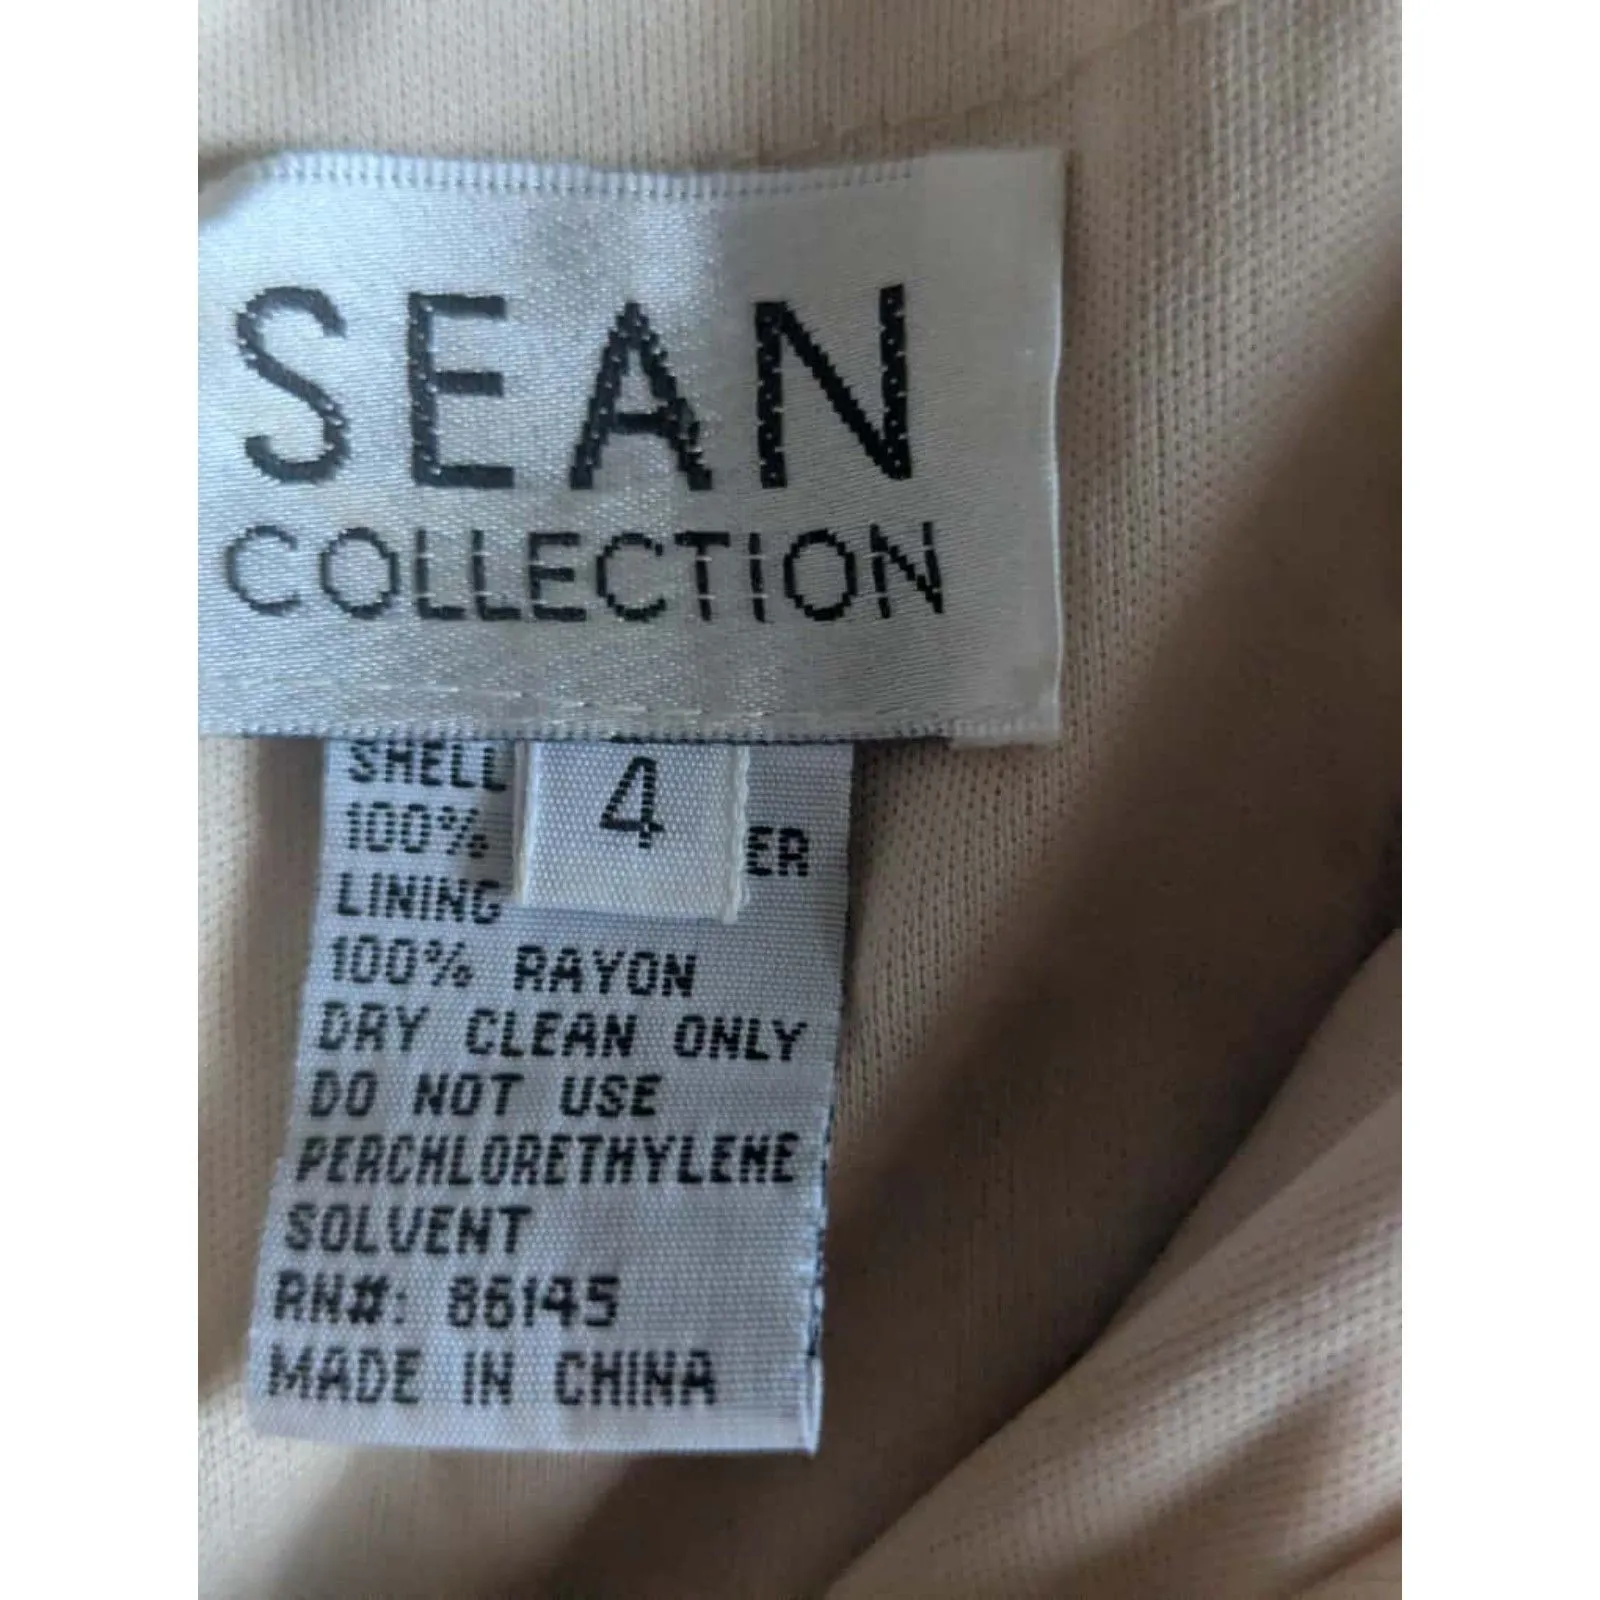 SEAN
COLLECTION
4
SHELL
100% ER
LINING
100% RAYON
DRY CLEAN ONLY
DO NOT USE
PERCHLORETHYLENE
SOLVENT
RN#: 86145
MADE IN CHINA